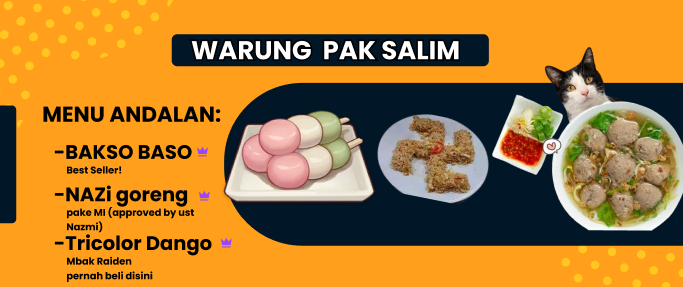 WARUNG PAK SALIM
MENU ANDALAN:
-BAKSO BASO
Best Seller!
-NAZi goreng
pake MI (approved by ust
Nazmi)
-Tricolor Dango
Mbak Raiden
pernah beli disini